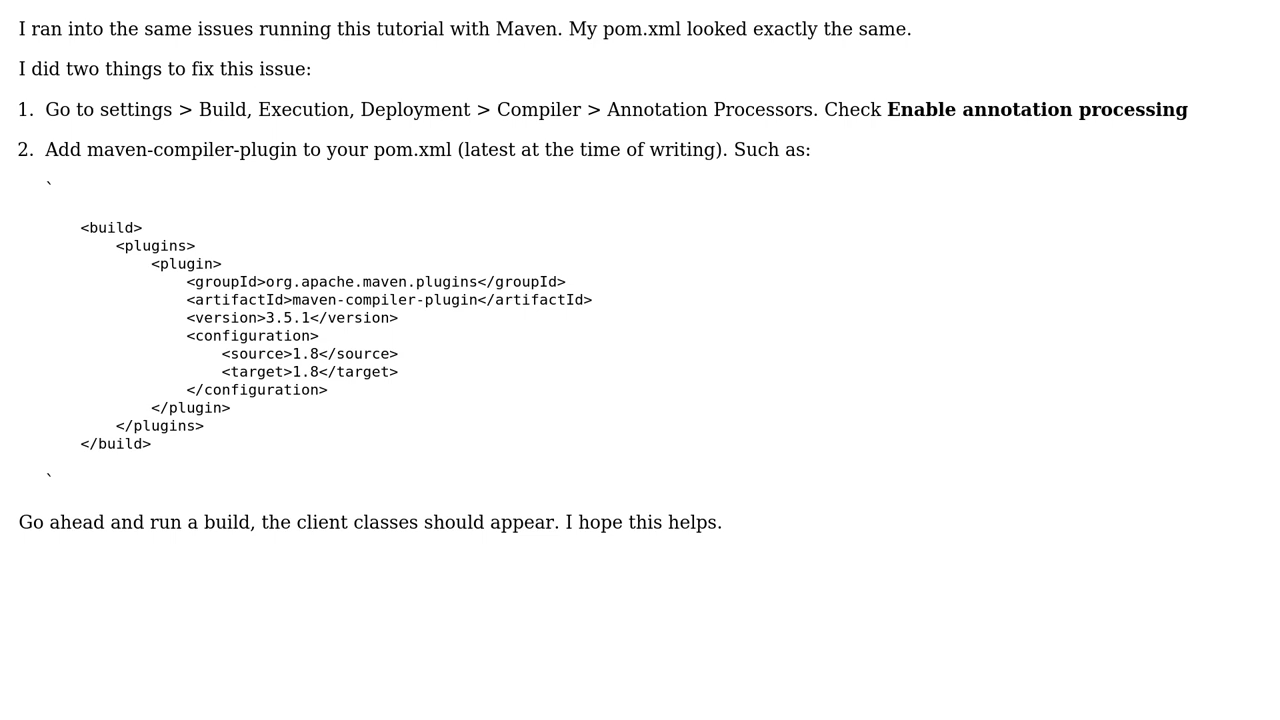 I ran into the same issues running this tutorial with Maven. My pom.xml looked exactly the same.
I did two things to fix this issue:
1. Go to settings > Build, Execution, Deployment > Compiler > Annotation Processors. Check Enable annotation processing
2. Add maven-compiler-plugin to your pom.xml (latest at the time of writing). Such as:
`
<build>
    <plugins>
        <plugin>
            <groupId>org.apache.maven.plugins</groupId>
            <artifactId>maven-compiler-plugin</artifactId>
            <version>3.5.1</version>
            <configuration>
                <source>1.8</source>
                <target>1.8</target>
            </configuration>
        </plugin>
    </plugins>
</build>
`
Go ahead and run a build, the client classes should appear. I hope this helps.